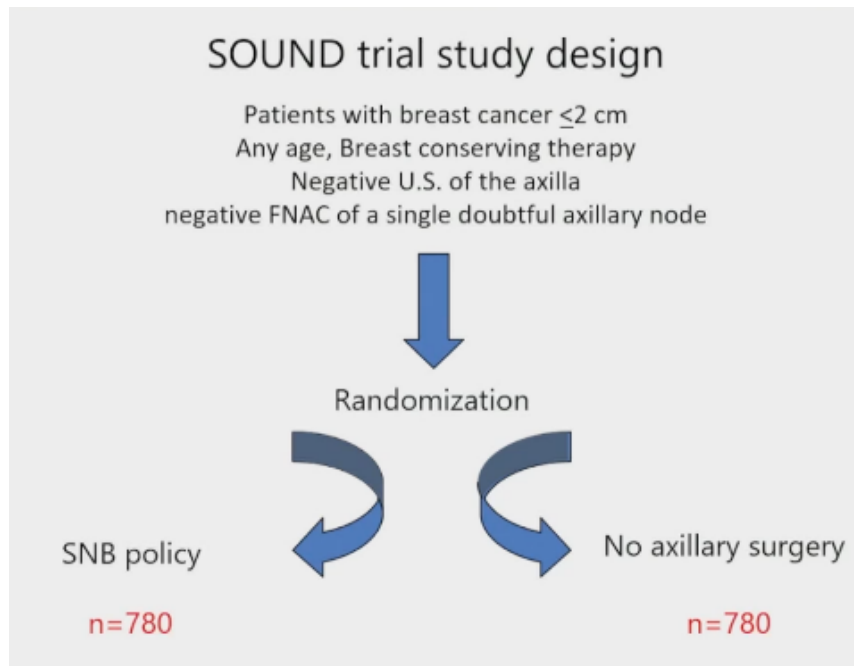 SOUND trial study design
Patients with breast cancer ≤2 cm
Any age, Breast conserving therapy
Negative U.S. of the axilla
negative FNAC of a single doubtful axillary node
Randomization
SNB policy
No axillary surgery
n=780
n=780